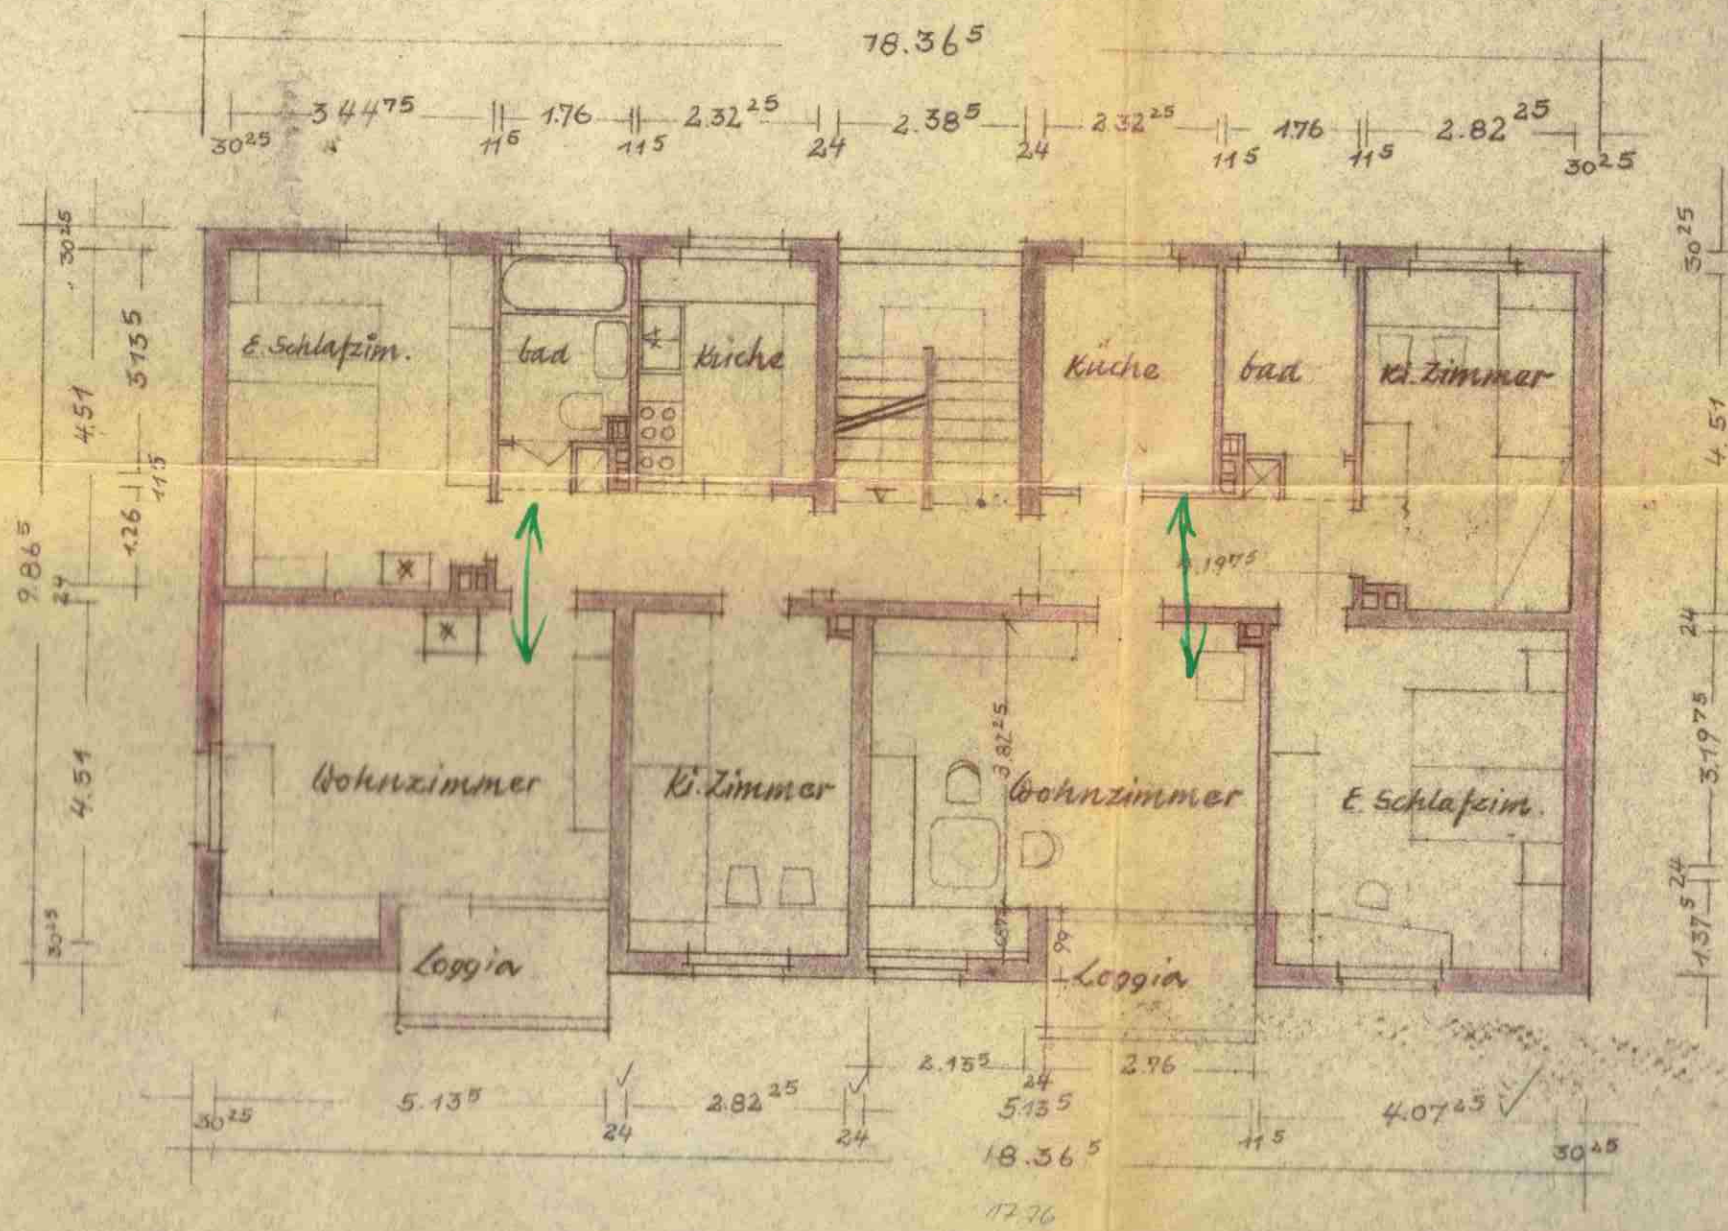 18.36⁵
3 44⁷⁵ 1.76 2.32²⁵ 2.38⁵ 2.32²⁵ 1.76 2.82²⁵
30²⁵ 11⁵ 11⁵ 24 24 11⁵ 11⁵ 30²⁵
30²⁵
4.51
3135
1.26
11⁵
9.86⁵
24
4.51
30²⁵
E. Schlafzim. bad Küche Küche bad Ki. Zimmer
Wohnzimmer Ki. Zimmer Wohnzimmer E. Schlafzim.
3.82²⁵
99
Loggia Loggia
30²⁵
4 51
24
3.19⁷⁵
24
1.37⁵
2.15⁵ 24 2.76
5.13⁵ 2.82²⁵ 5.13⁵ 4.07²⁵
30²⁵ 24 24 11⁵ 30²⁵
18.36⁵
17.76